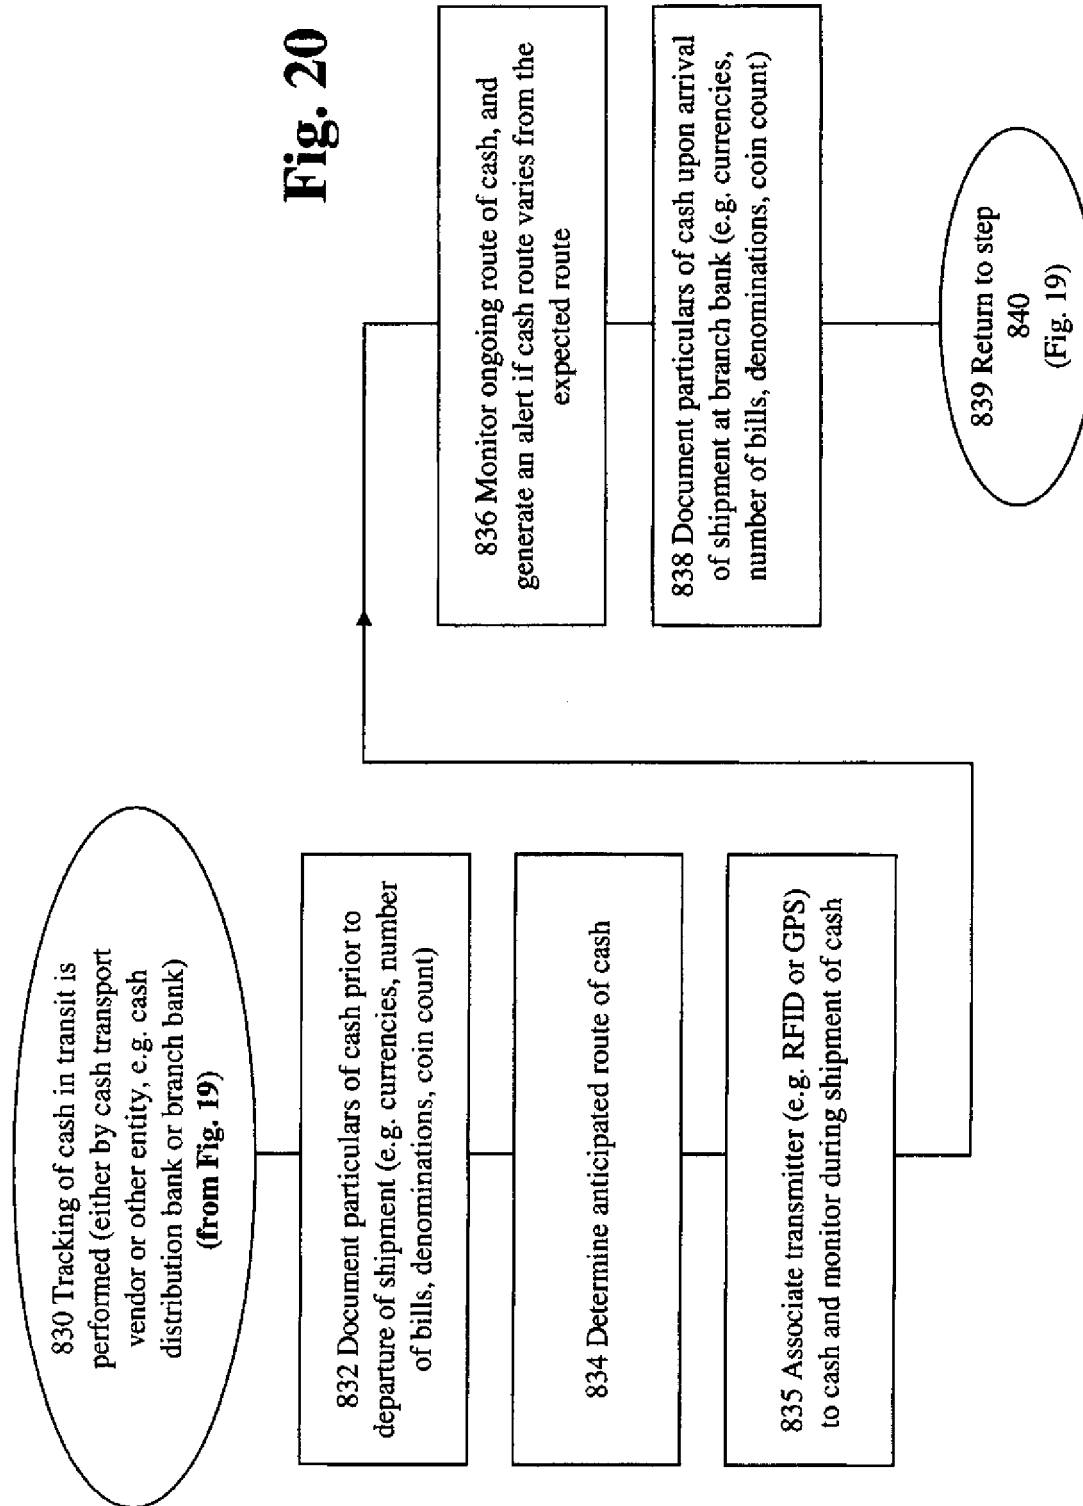 Fig. 20
830 Tracking of cash in transit is
performed (either by cash transport
vendor or other entity, e.g. cash
distribution bank or branch bank)
(from Fig. 19)
832 Document particulars of cash prior to
departure of shipment (e.g. currencies, number
of bills, denominations, coin count)
834 Determine anticipated route of cash
835 Associate transmitter (e.g. RFID or GPS)
to cash and monitor during shipment of cash
836 Monitor ongoing route of cash, and
generate an alert if cash route varies from the
expected route
838 Document particulars of cash upon arrival
of shipment at branch bank (e.g. currencies,
number of bills, denominations, coin count)
839 Return to step
840
(Fig. 19)